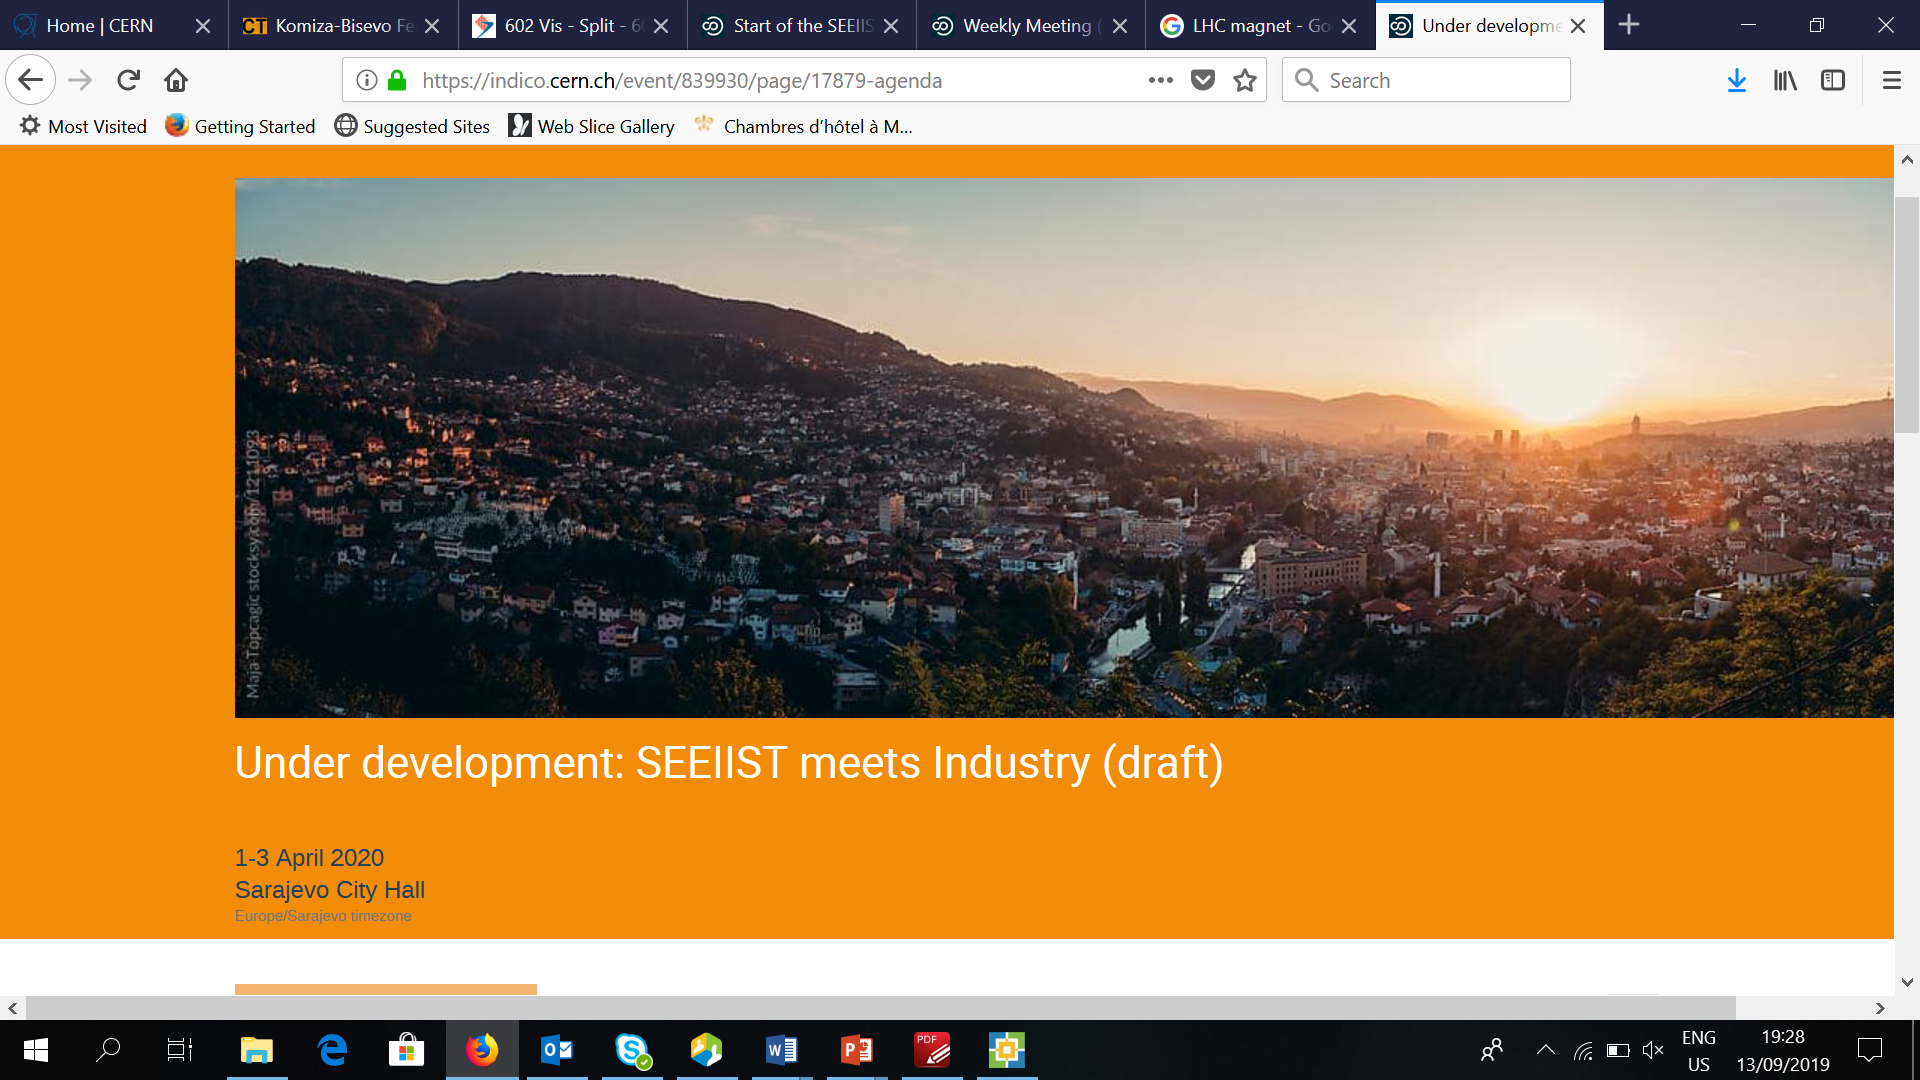 Home | CERN
Komiza-Bisevo Fe
602 Vis - Split - 6
Start of the SEEIIS
Weekly Meeting (
LHC magnet - Go
Under developme
https://indico.cern.ch/event/839930/page/17879-agenda
Search
Most Visited
Getting Started
Suggested Sites
Web Slice Gallery
Chambres d’hôtel à M...
Maja Topcagic stocksy.com/1211093
Under development: SEEIIST meets Industry (draft)
1-3 April 2020
Sarajevo City Hall
Europe/Sarajevo timezone
ENG
US
19:28
13/09/2019